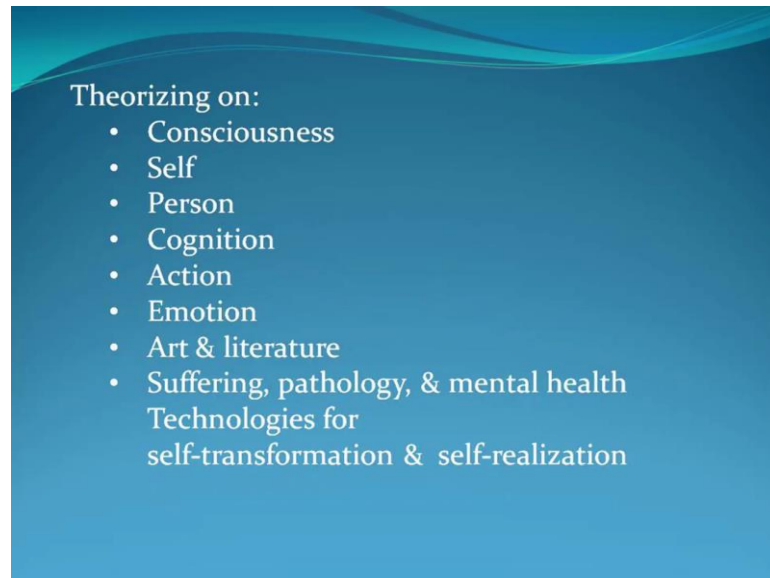 Theorizing on:
• Consciousness
• Self
• Person
• Cognition
• Action
• Emotion
• Art & literature
• Suffering, pathology, & mental health
Technologies for
self-transformation & self-realization